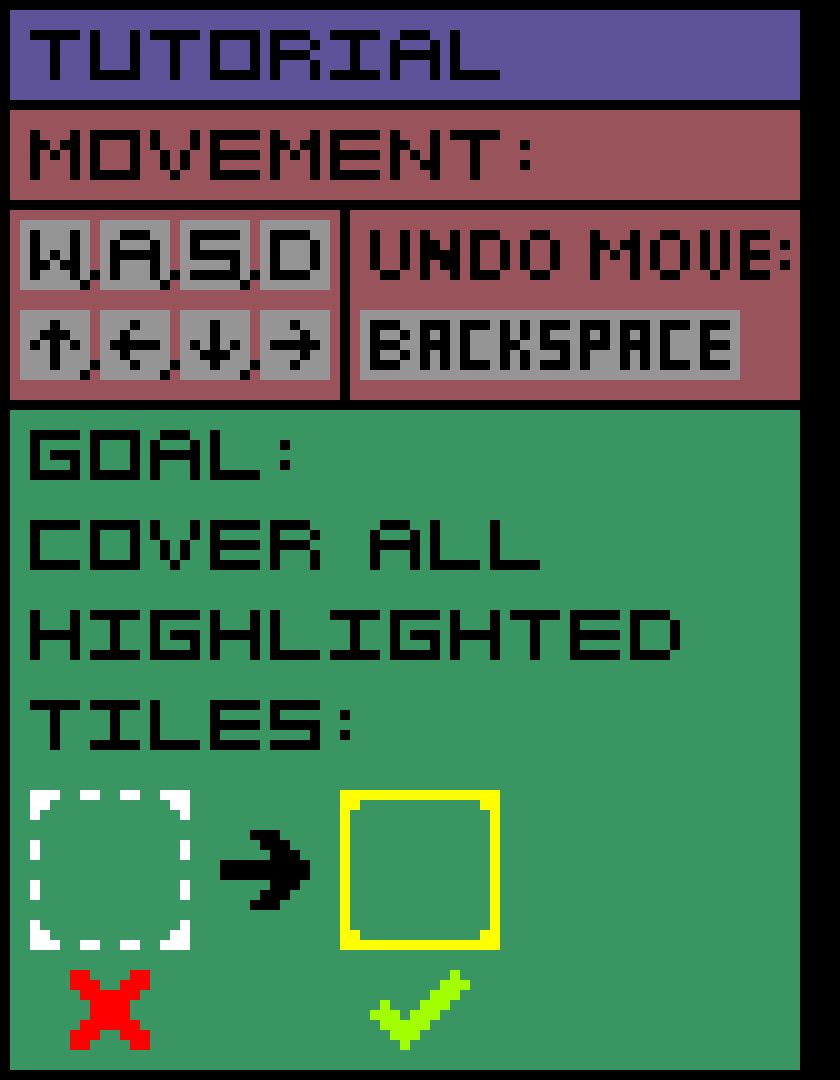 TUTORIAL
MOVEMENT:
W,A,S,D
↑,←,↓,→
UNDO MOVE:
BACKSPACE
GOAL:
COVER ALL
HIGHLIGHTED
TILES: